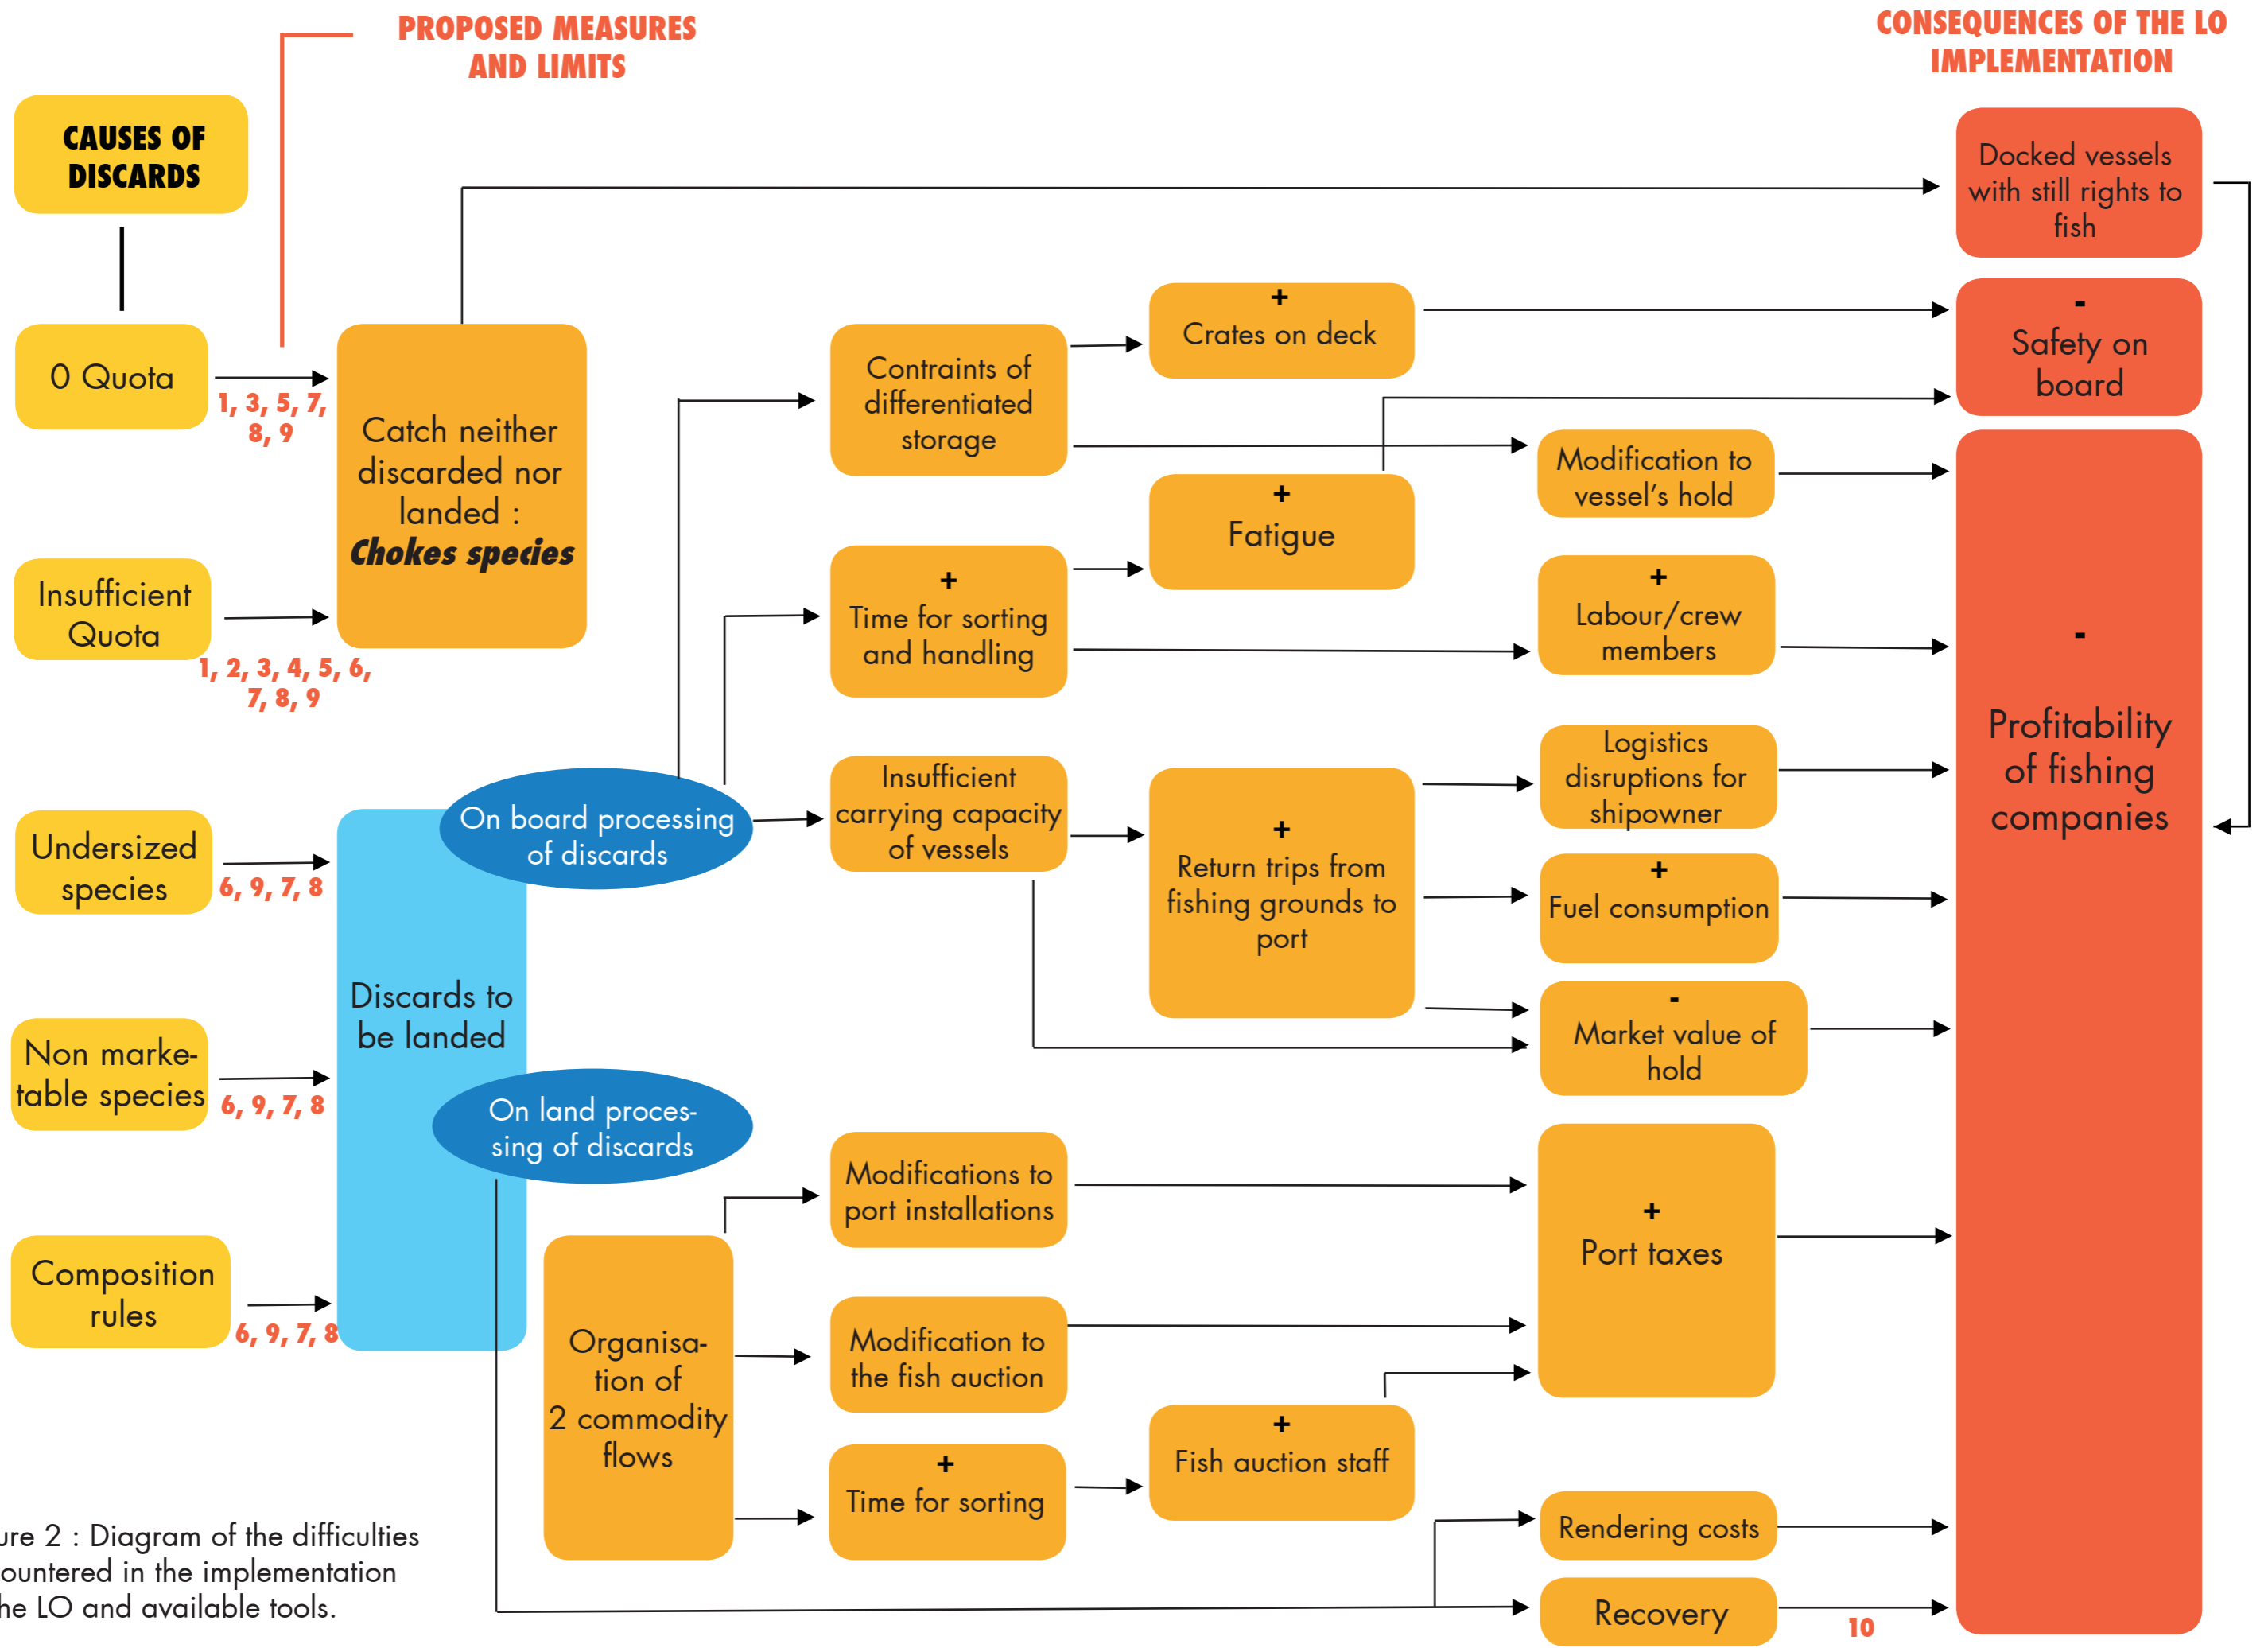 PROPOSED MEASURES
AND LIMITS
CONSEQUENCES OF THE LO
IMPLEMENTATION
CAUSES OF
DISCARDS
0 Quota
1, 3, 5, 7,
8, 9
Insufficient
Quota
1, 2, 3, 4, 5, 6,
7, 8, 9
Undersized
species
6, 9, 7, 8
Non marke-
table species
6, 9, 7, 8
Composition
rules
6, 9, 7, 8
Catch neither
discarded nor
landed :
Chokes species
Discards to
be landed
On board processing
of discards
On land proces-
sing of discards
Organisa-
tion of
2 commodity
flows
Contraints of
differentiated
storage
+
Time for sorting
and handling
Insufficient
carrying capacity
of vessels
Modifications to
port installations
Modification to
the fish auction
+
Time for sorting
+
Crates on deck
+
Fatigue
+
Return trips from
fishing grounds to
port
+
Fish auction staff
Modification to
vessel's hold
+
Labour/crew
members
Logistics
disruptions for
shipowner
+
Fuel consumption
-
Market value of
hold
+
Port taxes
Rendering costs
Recovery
10
Docked vessels
with still rights to
fish
-
Safety on
board
-
Profitability
of fishing
companies
ure 2 : Diagram of the difficulties
ountered in the implementation
he LO and available tools.